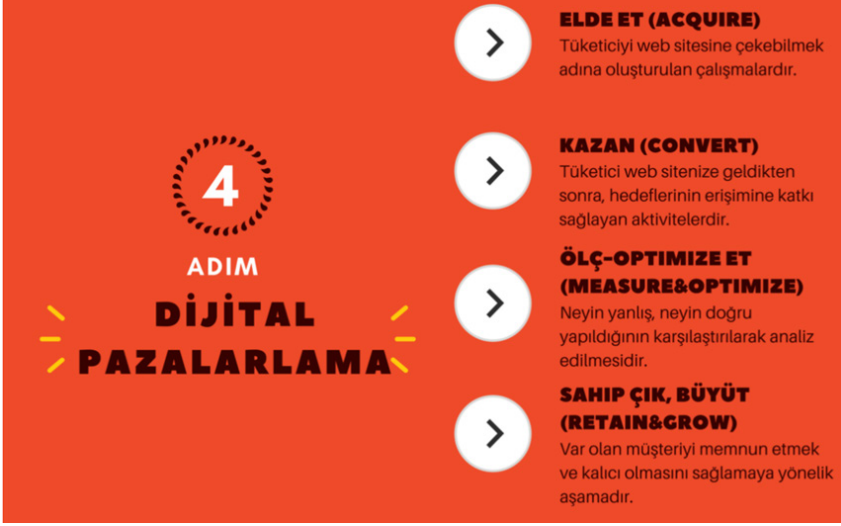 4
ADIM
DİJİTAL
PAZALARLAMA
ELDE ET (ACQUIRE)
Tüketiciyi web sitesine çekebilmek
adına oluşturulan çalışmalardır.
KAZAN (CONVERT)
Tüketici web sitenize geldikten
sonra, hedeflerinin erişimine katkı
sağlayan aktivitelerdir.
ÖLÇ-OPTIMIZE ET
(MEASURE&OPTIMIZE)
Neyin yanlış, neyin doğru
yapıldığının karşılaştırılarak analiz
edilmesidir.
SAHIP ÇIK, BÜYÜT
(RETAIN&GROW)
Var olan müşteriyi memnun etmek
ve kalıcı olmasını sağlamaya yönelik
aşamadır.